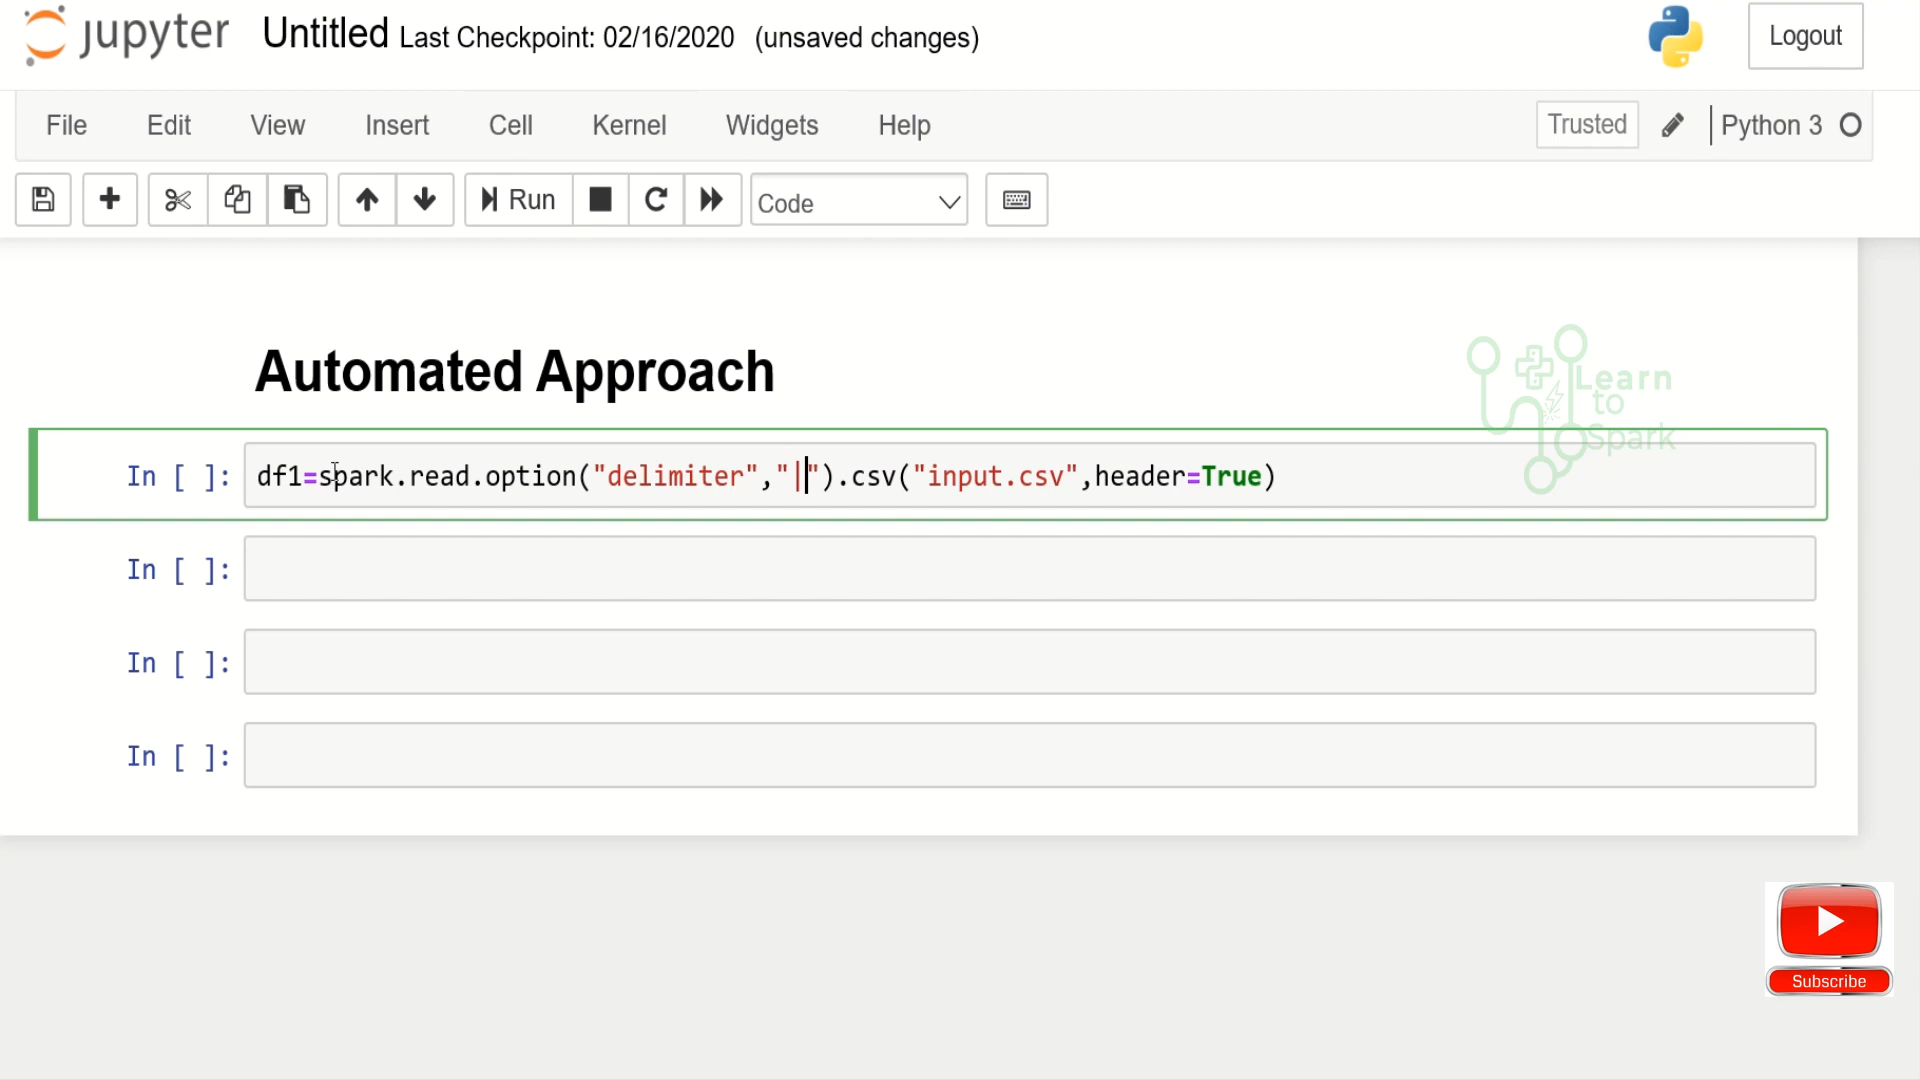 jupyter Untitled Last Checkpoint: 02/16/2020 (unsaved changes) Logout
File Edit View Insert Cell Kernel Widgets Help Trusted Python 3
Run Code
Automated Approach
Learn
to
Spark
In [ ]: df1=spark.read.option("delimiter","|").csv("input.csv",header=True)
In [ ]:
In [ ]:
In [ ]:
Subscribe